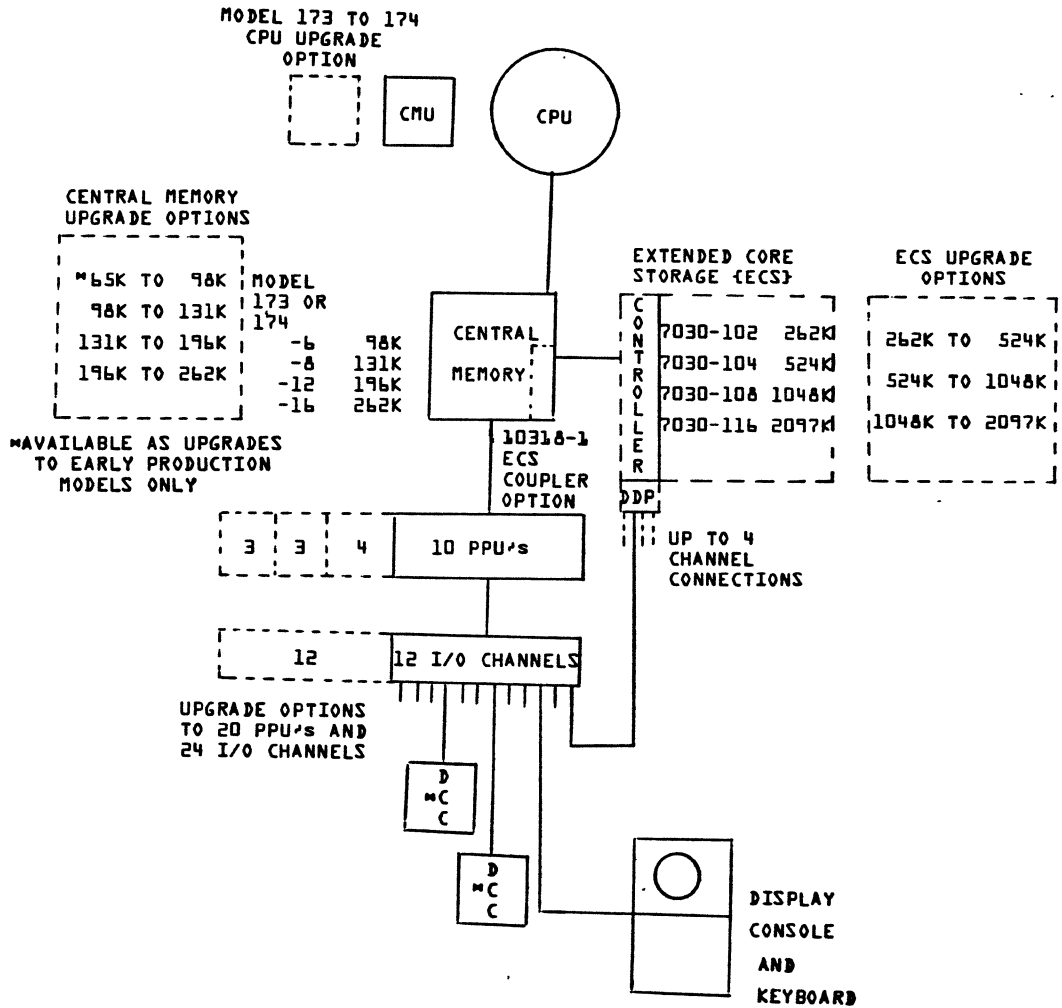 MODEL 173 TO 174
CPU UPGRADE
OPTION
CMU
CPU
CENTRAL MEMORY
UPGRADE OPTIONS
*65K TO 98K
98K TO 131K
131K TO 196K
196K TO 262K
MODEL
173 OR
174
-6 98K
-8 131K
-12 196K
-16 262K
*AVAILABLE AS UPGRADES
TO EARLY PRODUCTION
MODELS ONLY
CENTRAL
MEMORY
10318-1
ECS
COUPLER
OPTION
EXTENDED CORE
STORAGE {ECS}
CONTROLLER
7030-102 262K
7030-104 524K
7030-108 1048K
7030-116 2097K
DDP
UP TO 4
CHANNEL
CONNECTIONS
ECS UPGRADE
OPTIONS
262K TO 524K
524K TO 1048K
1048K TO 2097K
3 3 4 10 PPU's
12 12 I/O CHANNELS
UPGRADE OPTIONS
TO 20 PPU's AND
24 I/O CHANNELS
D
*C
C
D
*C
C
DISPLAY
CONSOLE
AND
KEYBOARD